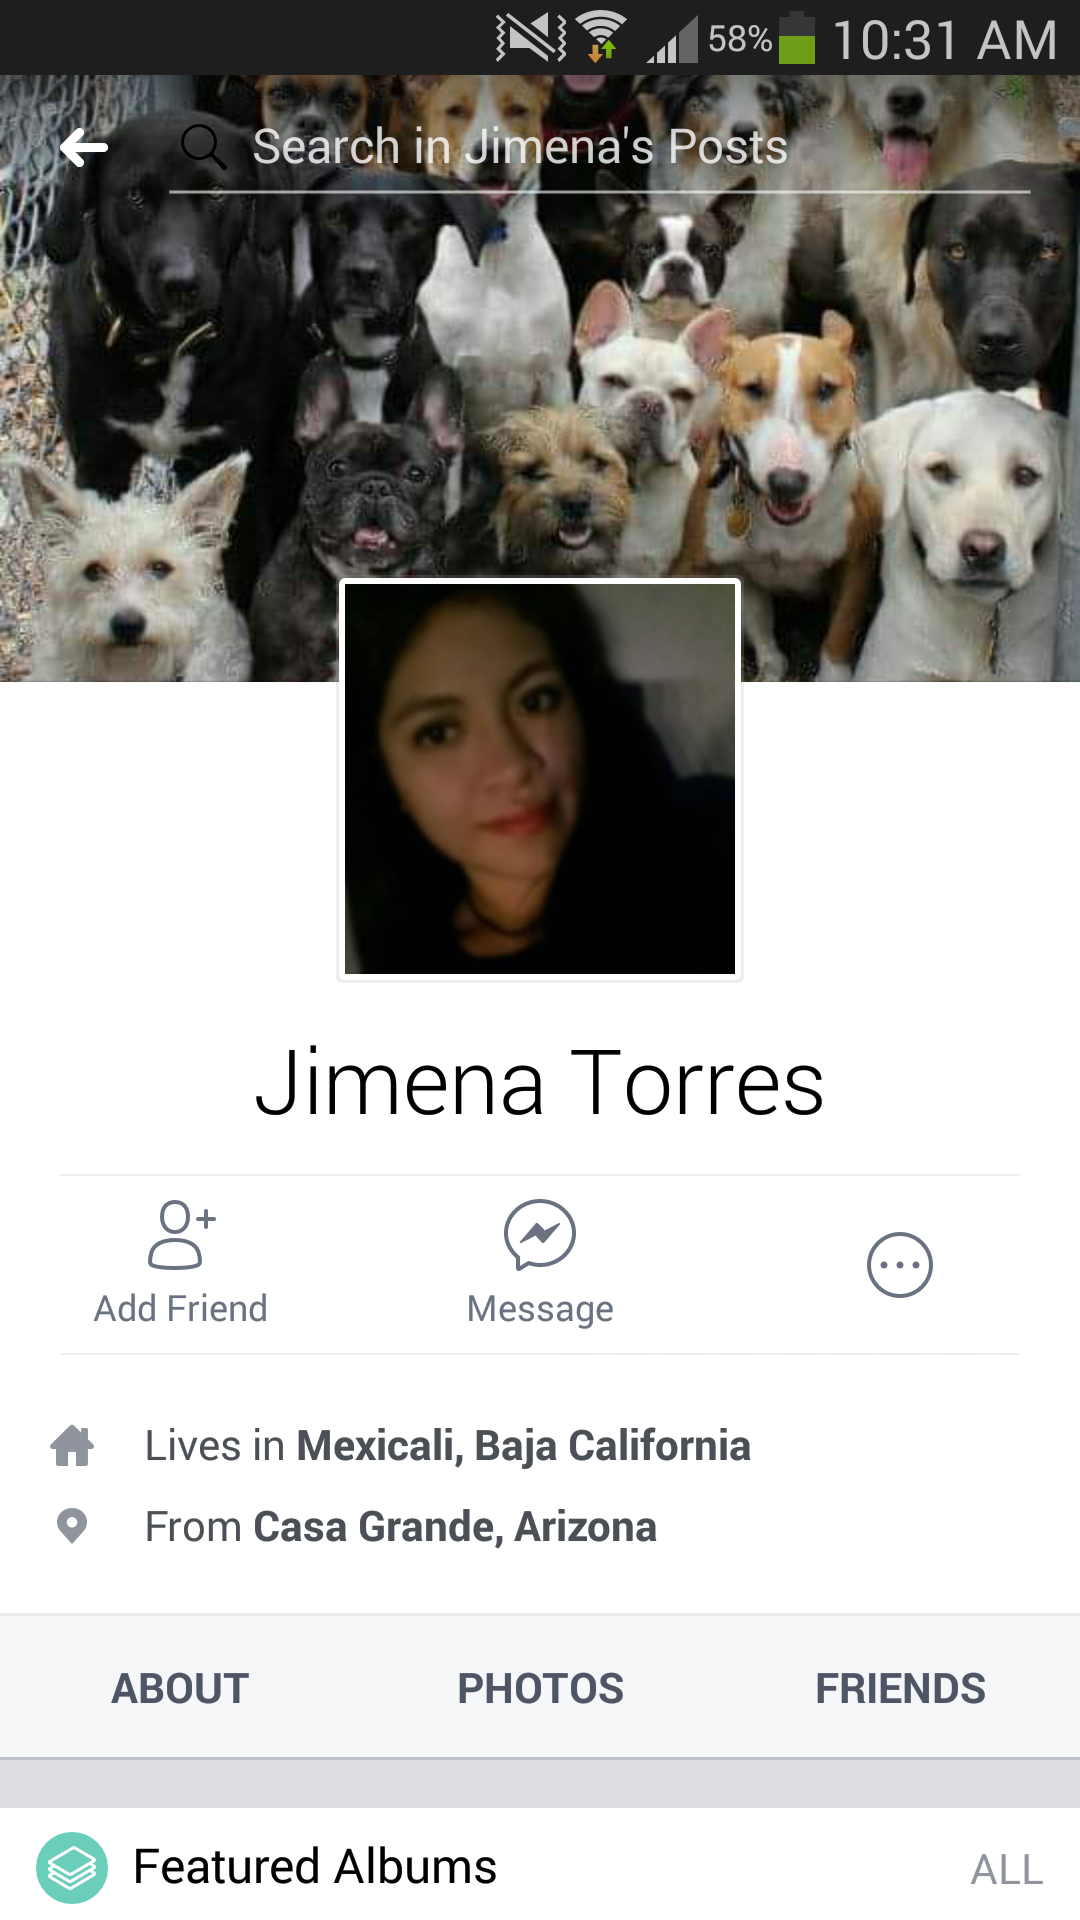 58% 10:31 AM
Search in Jimena's Posts
Jimena Torres
Add Friend
Message
Lives in Mexicali, Baja California
From Casa Grande, Arizona
ABOUT PHOTOS FRIENDS
Featured Albums ALL